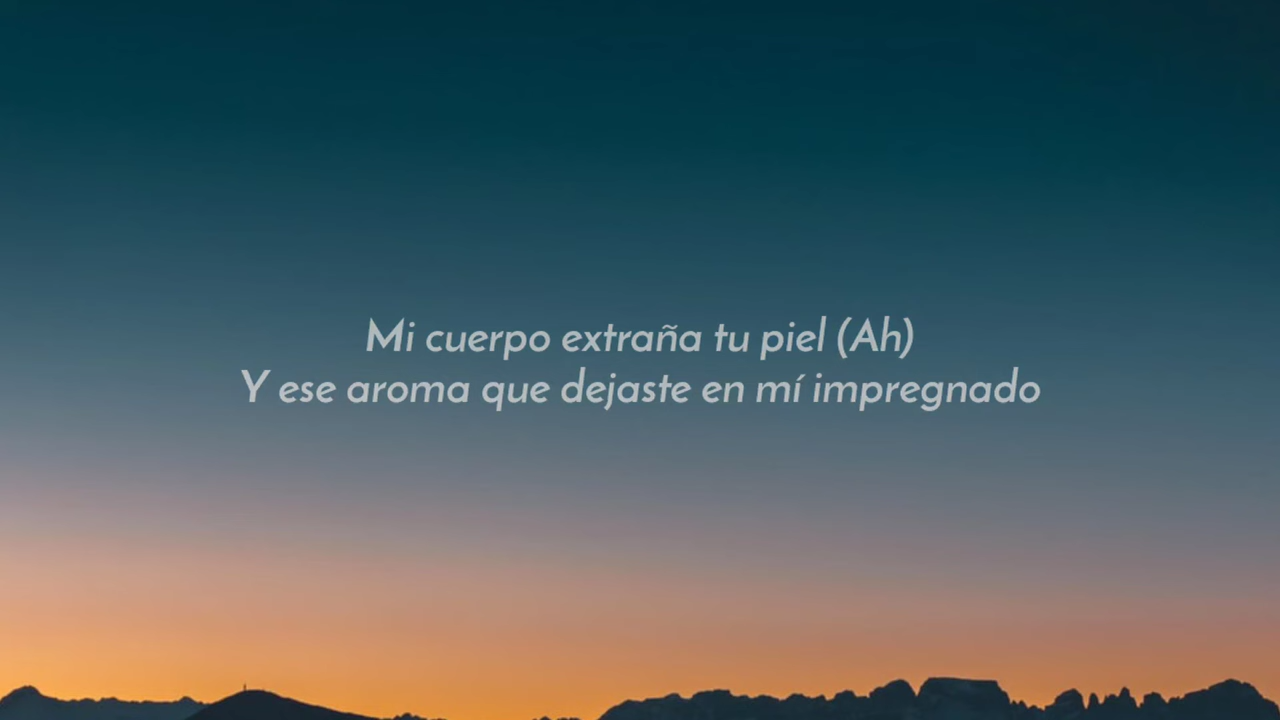 Mi cuerpo extraña tu piel (Ah)
Y ese aroma que dejaste en mí impregnado